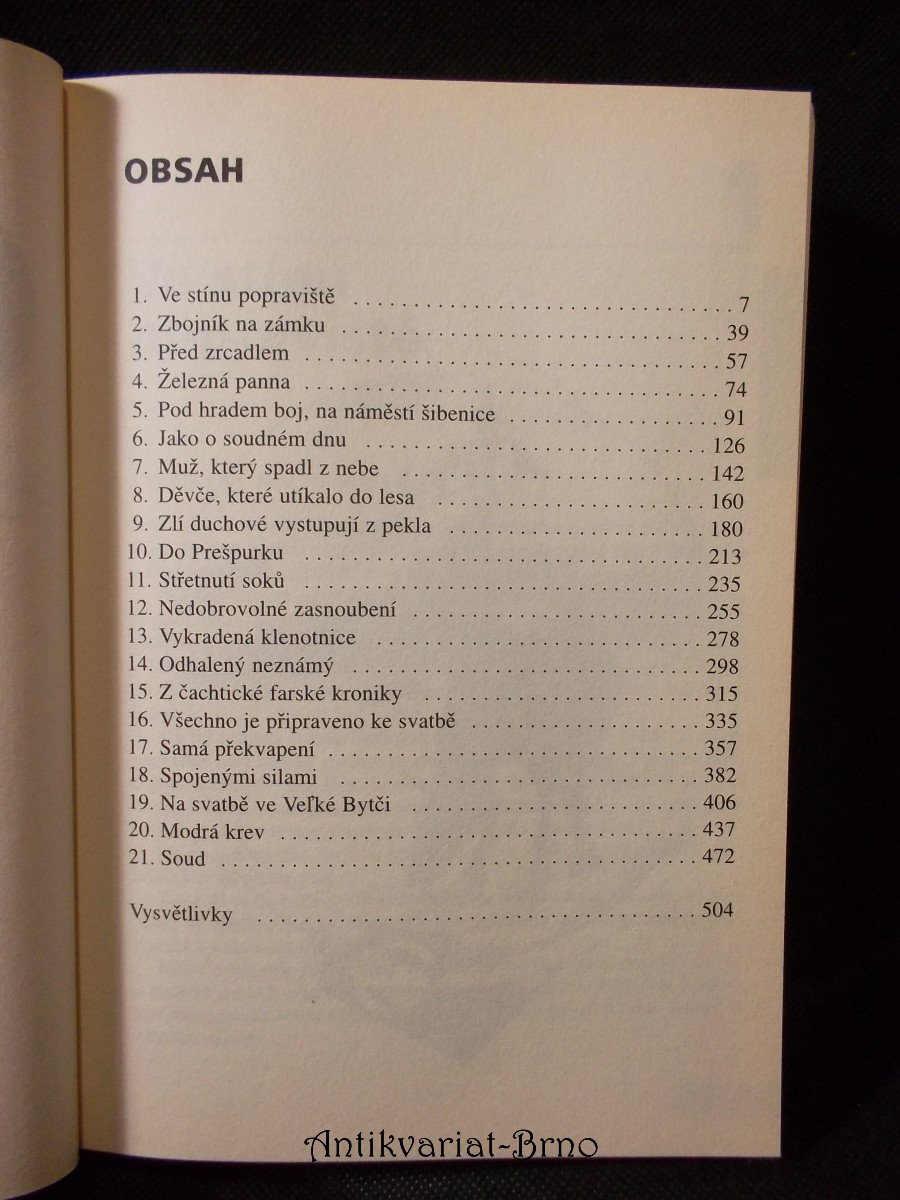 OBSAH
1. Ve stínu popraviště ................................ 7
2. Zbojník na zámku ................................ 39
3. Před zrcadlem ................................ 57
4. Železná panna ................................ 74
5. Pod hradem boj, na náměstí šibenice .................. 91
6. Jako o soudném dnu ............................. 126
7. Muž, který spadl z nebe .......................... 142
8. Děvče, které utíkalo do lesa ....................... 160
9. Zlí duchové vystupují z pekla ...................... 180
10. Do Prešpurku .................................. 213
11. Střetnutí soků .................................. 235
12. Nedobrovolné zasnoubení ......................... 255
13. Vykradená klenotnice ............................ 278
14. Odhalený neznámý .............................. 298
15. Z čachtické farské kroniky ........................ 315
16. Všechno je připraveno ke svatbě .................... 335
17. Samá překvapení ................................ 357
18. Spojenými silami ............................... 382
19. Na svatbě ve Veľké Bytči ......................... 406
20. Modrá krev .................................... 437
21. Soud ......................................... 472
Vysvětlivky ..................................... 504
Antikvariat-Brno